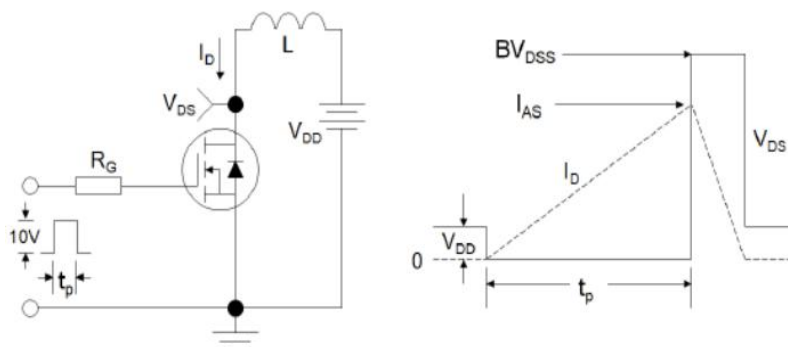 I_D
L
V_DS
V_DD
R_G
10V
t_p
BV_DSS
I_AS
V_DS
I_D
V_DD
0
t_p